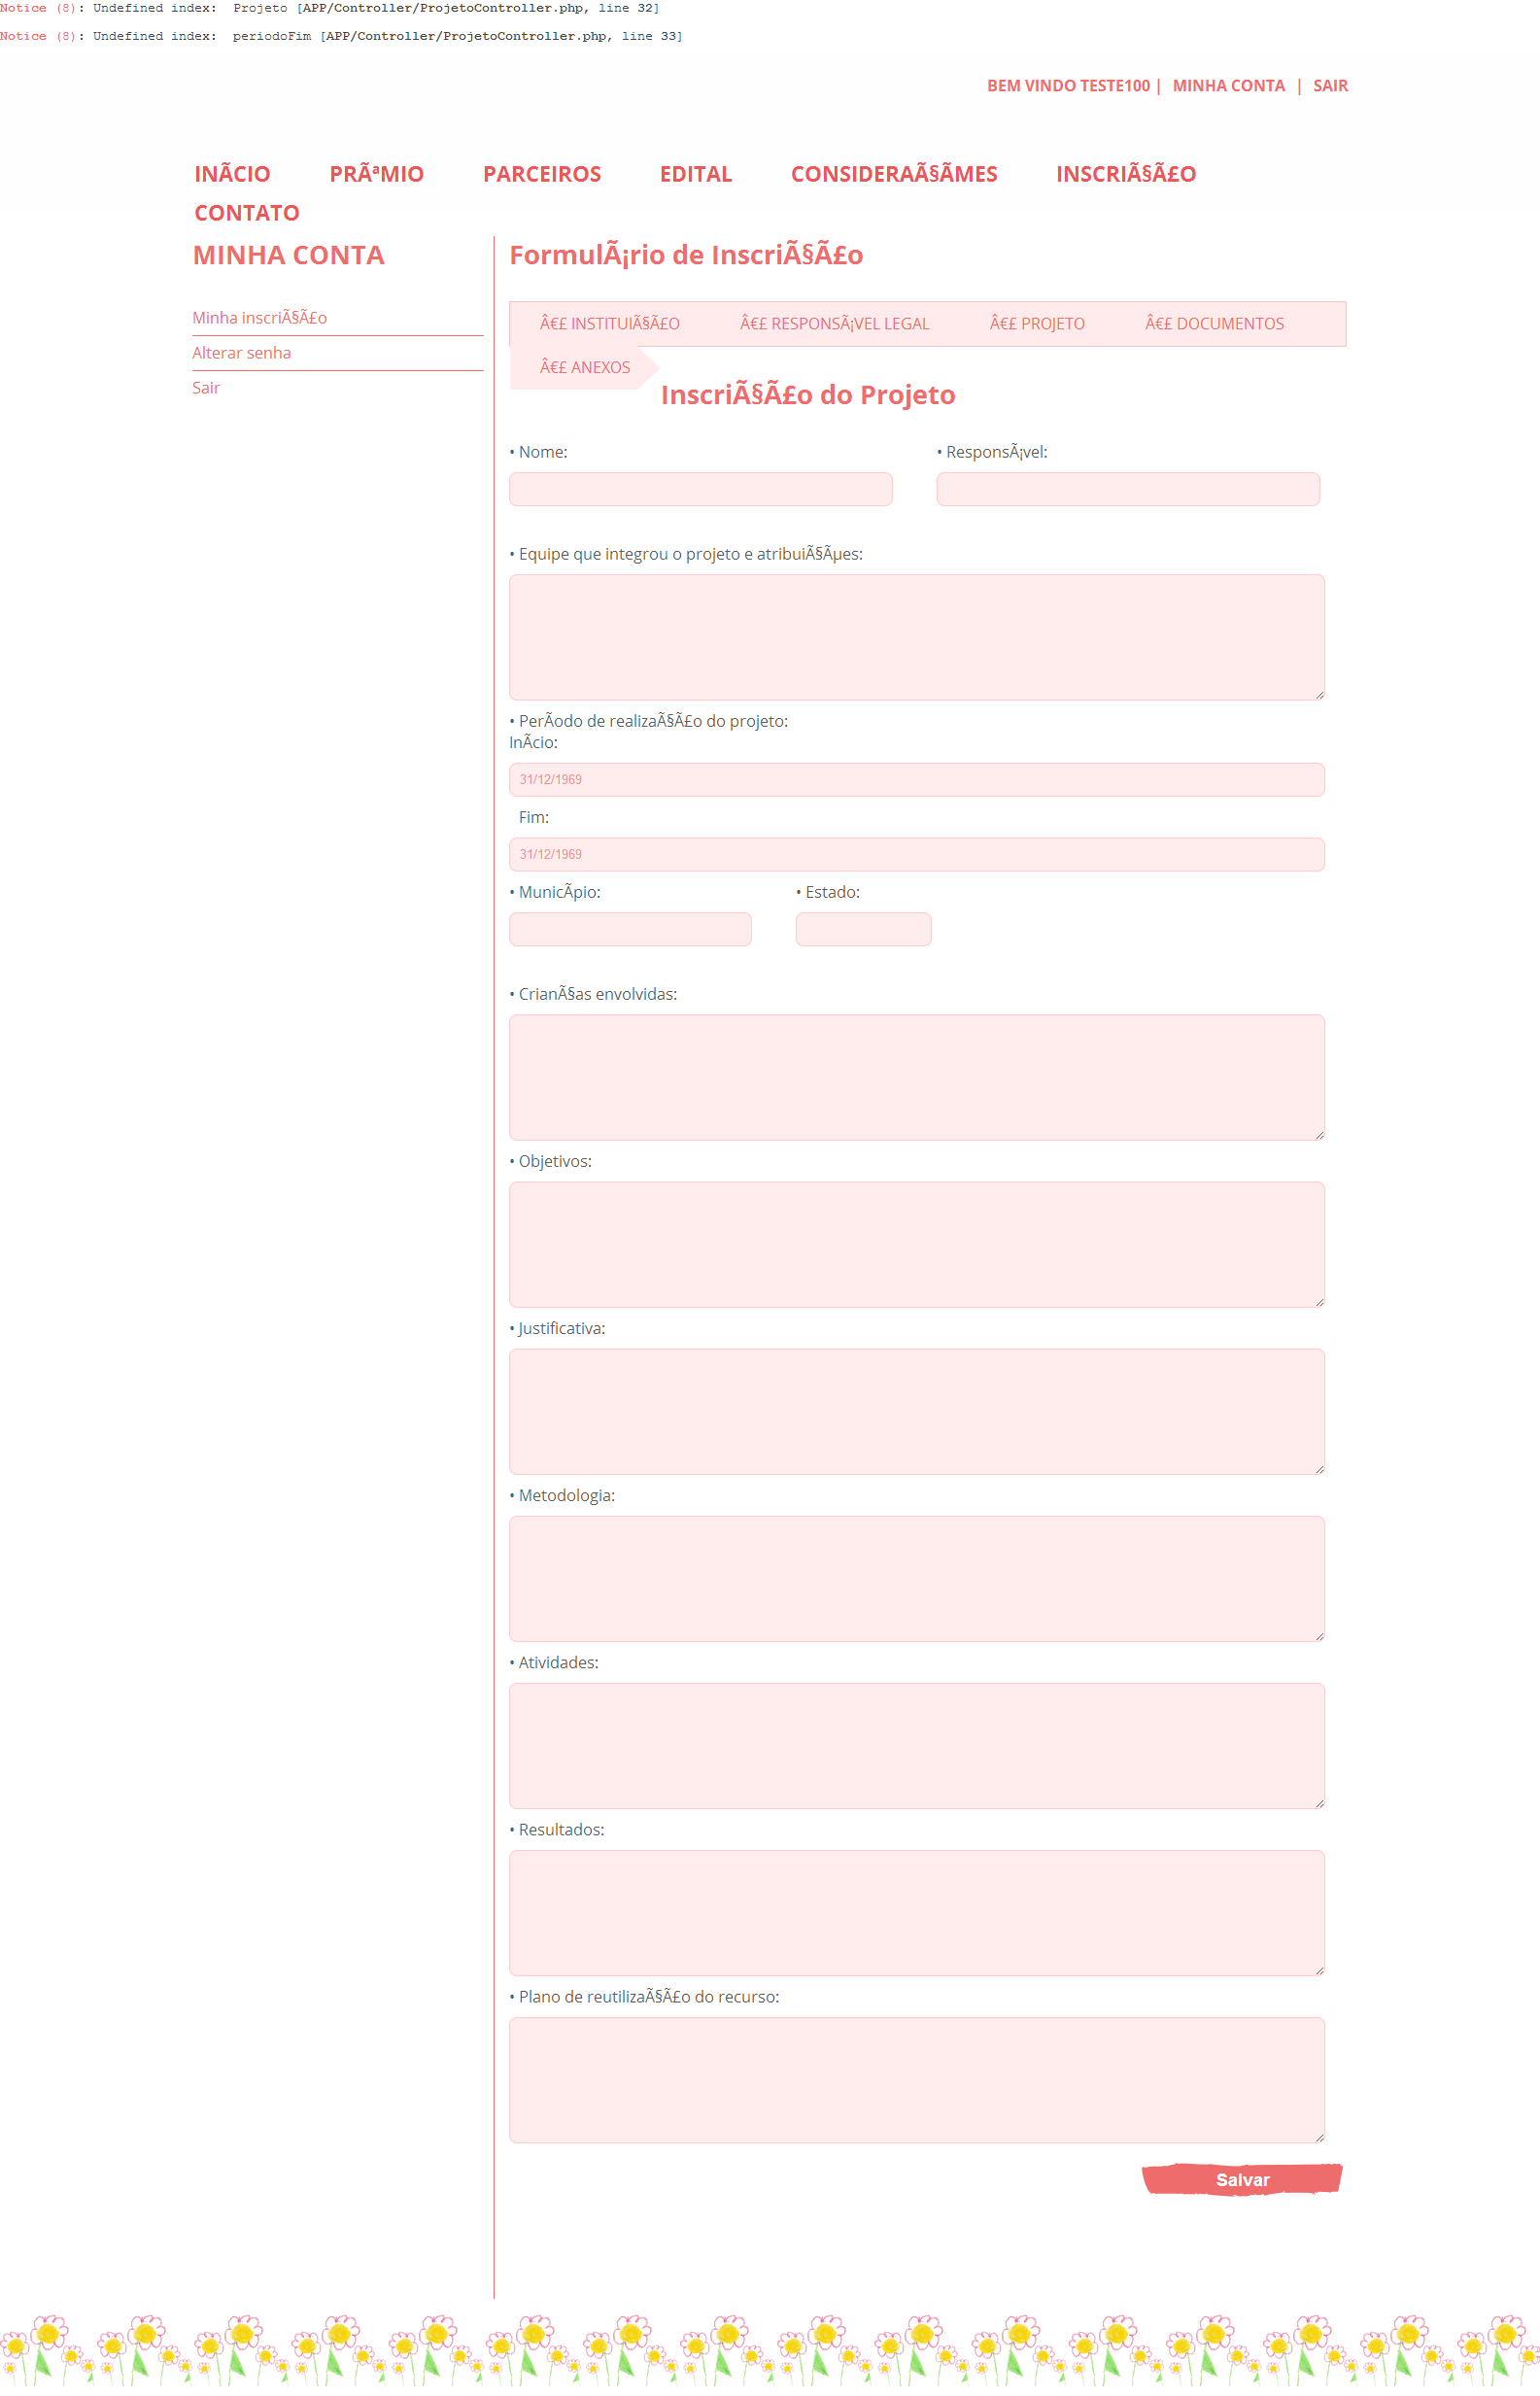 Notice (8): Undefined index:  Projeto [APP/Controller/ProjetoController.php, line 32]
Notice (8): Undefined index:  periodoFim [APP/Controller/ProjetoController.php, line 33]
BEM VINDO TESTE100 | MINHA CONTA | SAIR
INÃCIO PRÃªMIO PARCEIROS EDITAL CONSIDERAÃ§ÃMES INSCRIÃ§Ã£O
CONTATO
MINHA CONTA
Minha inscriÃ§Ã£o
Alterar senha
Sair
FormulÃ¡rio de InscriÃ§Ã£o
Â€£ INSTITUIÃ§Ã£O Â€£ RESPONSÃ¡VEL LEGAL Â€£ PROJETO Â€£ DOCUMENTOS
Â€£ ANEXOS
InscriÃ§Ã£o do Projeto
• Nome: • ResponsÃ¡vel:
• Equipe que integrou o projeto e atribuiÃ§Ãµes:
• PerÃodo de realizaÃ§Ã£o do projeto:
InÃcio:
31/12/1969
Fim:
31/12/1969
• MunicÃpio: • Estado:
• CrianÃ§as envolvidas:
• Objetivos:
• Justificativa:
• Metodologia:
• Atividades:
• Resultados:
• Plano de reutilizaÃ§Ã£o do recurso:
Salvar